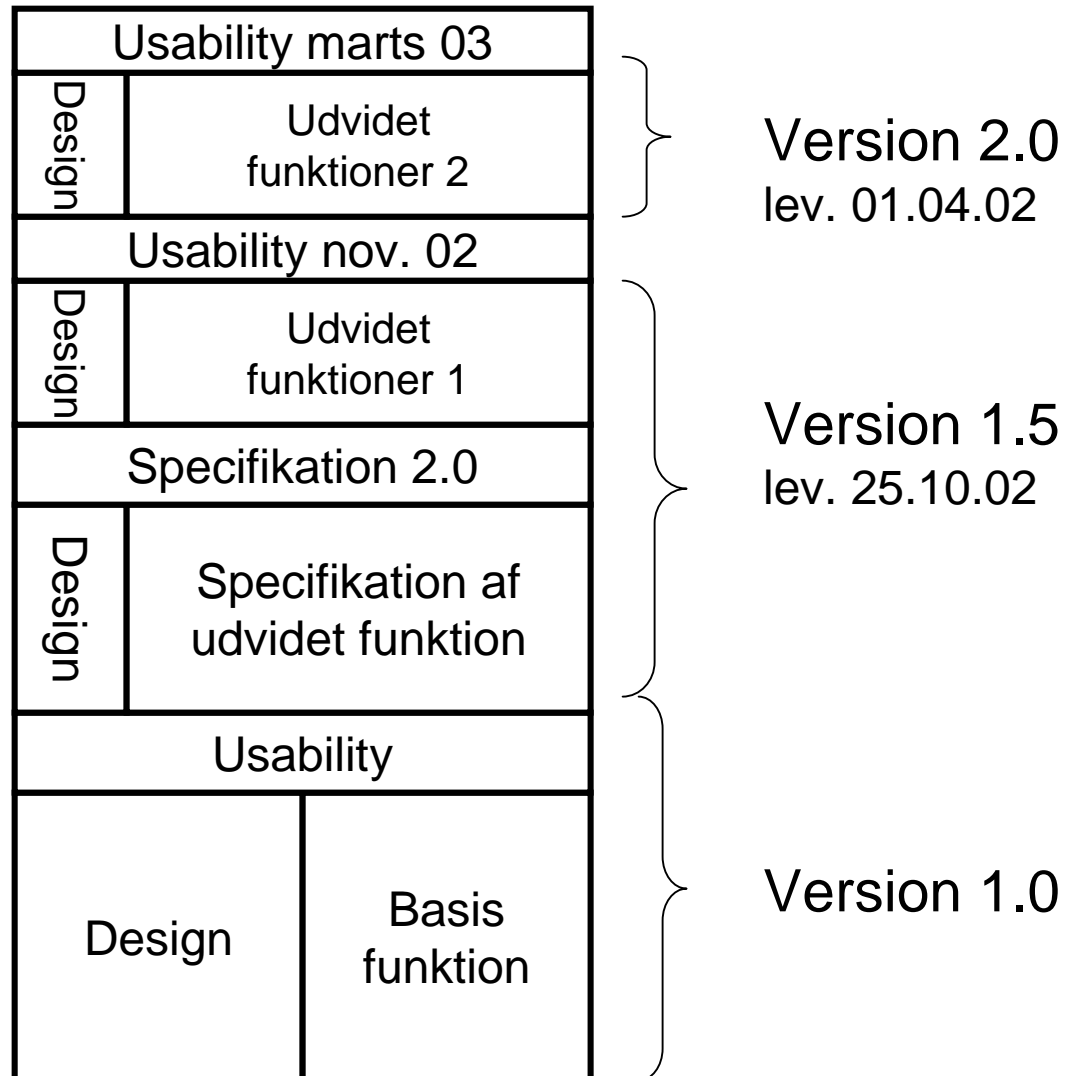 Usability marts 03
Design
Udvidet
funktioner 2
Version 2.0
lev. 01.04.02
Usability nov. 02
Design
Udvidet
funktioner 1
Version 1.5
lev. 25.10.02
Specifikation 2.0
Design
Specifikation af
udvidet funktion
Usability
Design
Basis
funktion
Version 1.0